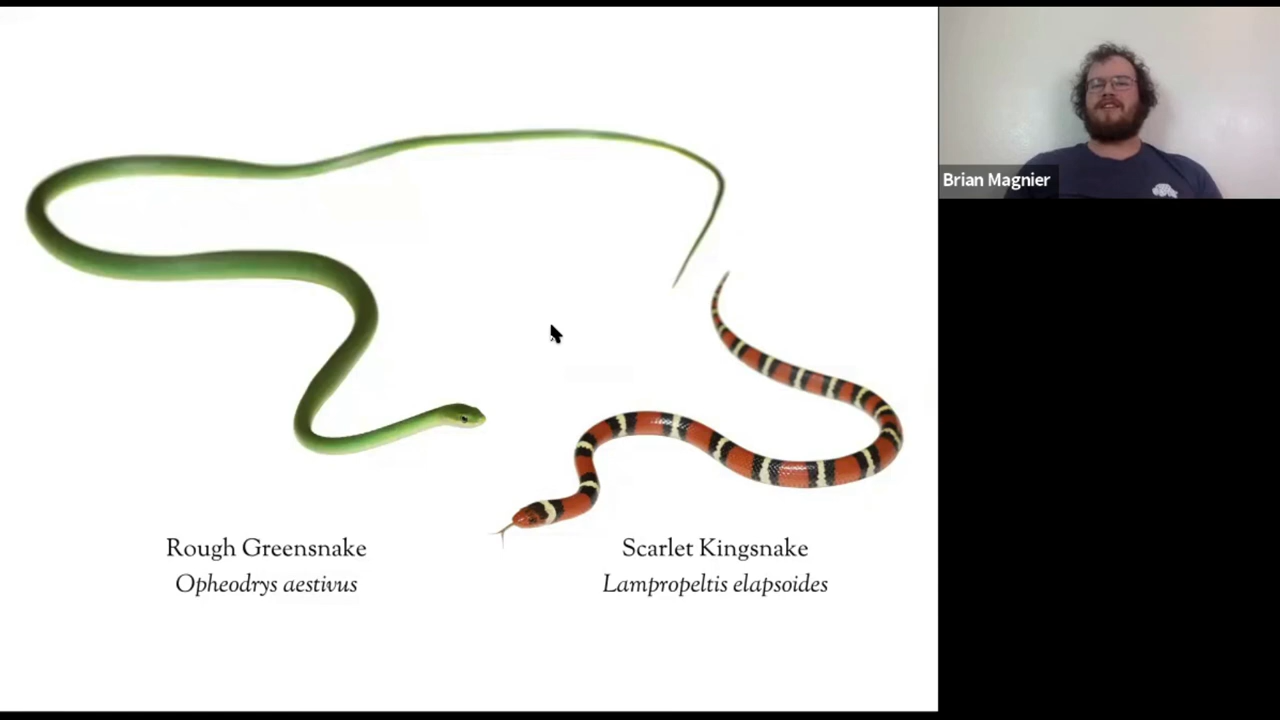 Brian Magnier
Rough Greensnake
Opheodrys aestivus
Scarlet Kingsnake
Lampropeltis elapsoides